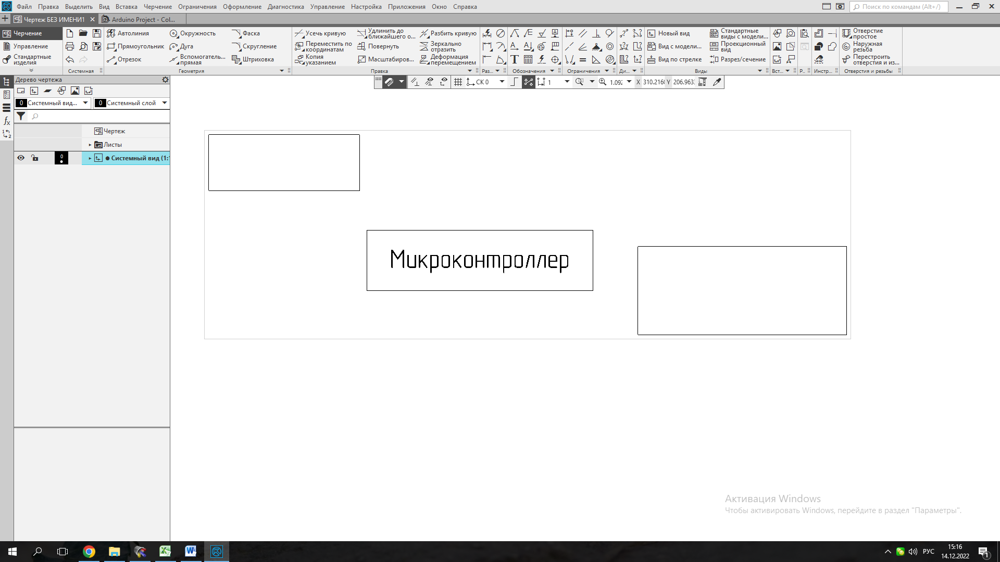 Файл Правка Выделить Вид Вставка Черчение Ограничения Оформление Диагностика Управление Настройка Приложения Окно Справка Поиск по командам (Alt+/)
Чертеж БЕЗ ИМЕНИ1 Arduino Project - Col...
Черчение
Управление
Стандартные изделия
Системная
Автолиния Окружность Фаска
Прямоугольник Дуга Скругление
Отрезок Вспомогатель... прямая Штриховка
Геометрия
Усечь кривую Удлинить до ближайшего о... Разбить кривую
Переместить по координатам Повернуть Зеркально отразить
Копия указанием Масштабиров... Деформация перемещением
Правка
Раз...
Обозначения
Ограничения
Ди...
Новый вид Стандартные виды с модели...
Вид с модели... Проекционный вид
Вид по стрелке Разрез/сечение
Виды
Вст...
Р...
Инстр...
Отверстие простое
Наружная резьба
Перестроить отверстия и из...
Отверстия и резьбы
Дерево чертежа
СК 0 1 1.092 X 310.216 Y 206.963
0 Системный вид... 0 Системный слой
Чертеж
Листы
0 Системный вид (1:1
Микроконтроллер
Активация Windows
Чтобы активировать Windows, перейдите в раздел "Параметры".
РУС 15:16
14.12.2022
1